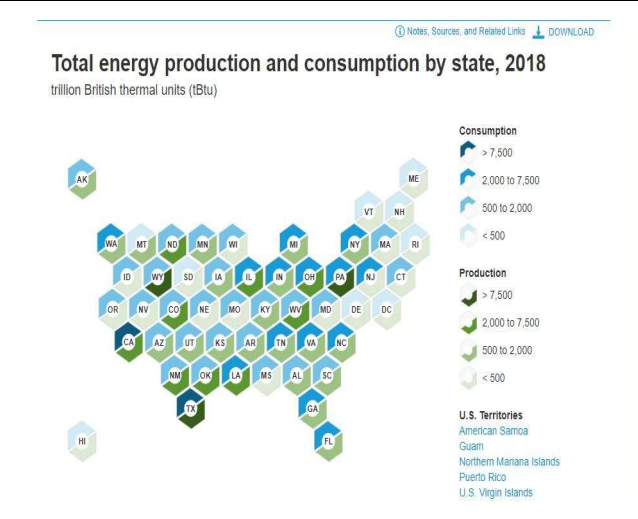 Notes, Sources, and Related Links DOWNLOAD
Total energy production and consumption by state, 2018
trillion British thermal units (tBtu)
Consumption
> 7,500
2,000 to 7,500
500 to 2,000
< 500
Production
> 7,500
2,000 to 7,500
500 to 2,000
< 500
U.S. Territories
American Samoa
Guam
Northern Mariana Islands
Puerto Rico
U.S. Virgin Islands
AK ME
VT NH
WA MT ND MN WI MI NY MA RI
ID WY SD IA IL IN OH PA NJ CT
OR NV CO NE MO KY WV MD DE DC
CA AZ UT KS AR TN VA NC
NM OK LA MS AL SC
TX GA
HI FL